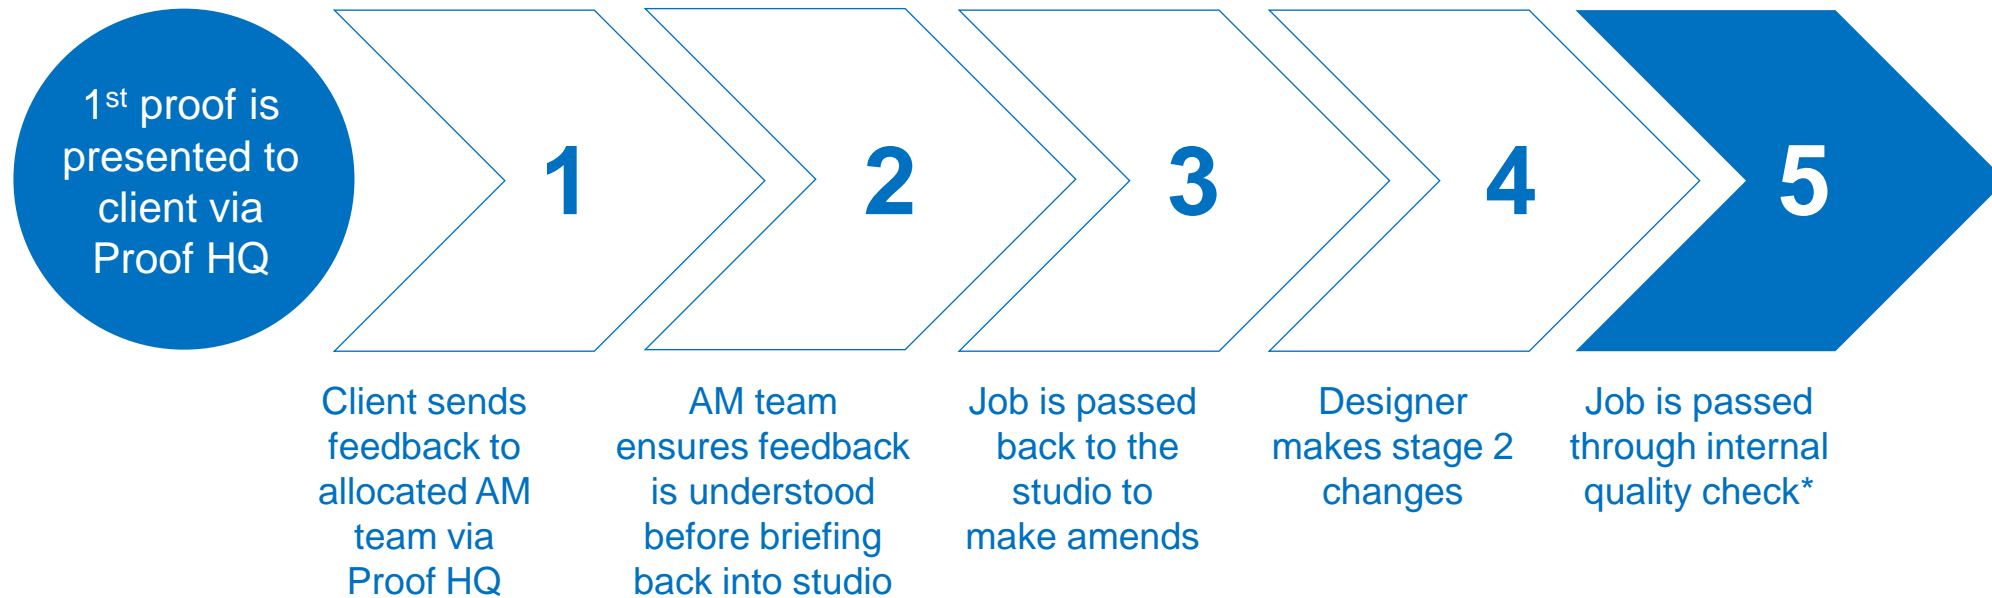 1st proof is
presented to
client via
Proof HQ
1
2
3
4
5
Client sends
feedback to
allocated AM
team via
Proof HQ
AM team
ensures feedback
is understood
before briefing
back into studio
Job is passed
back to the
studio to
make amends
Designer
makes stage 2
changes
Job is passed
through internal
quality check*